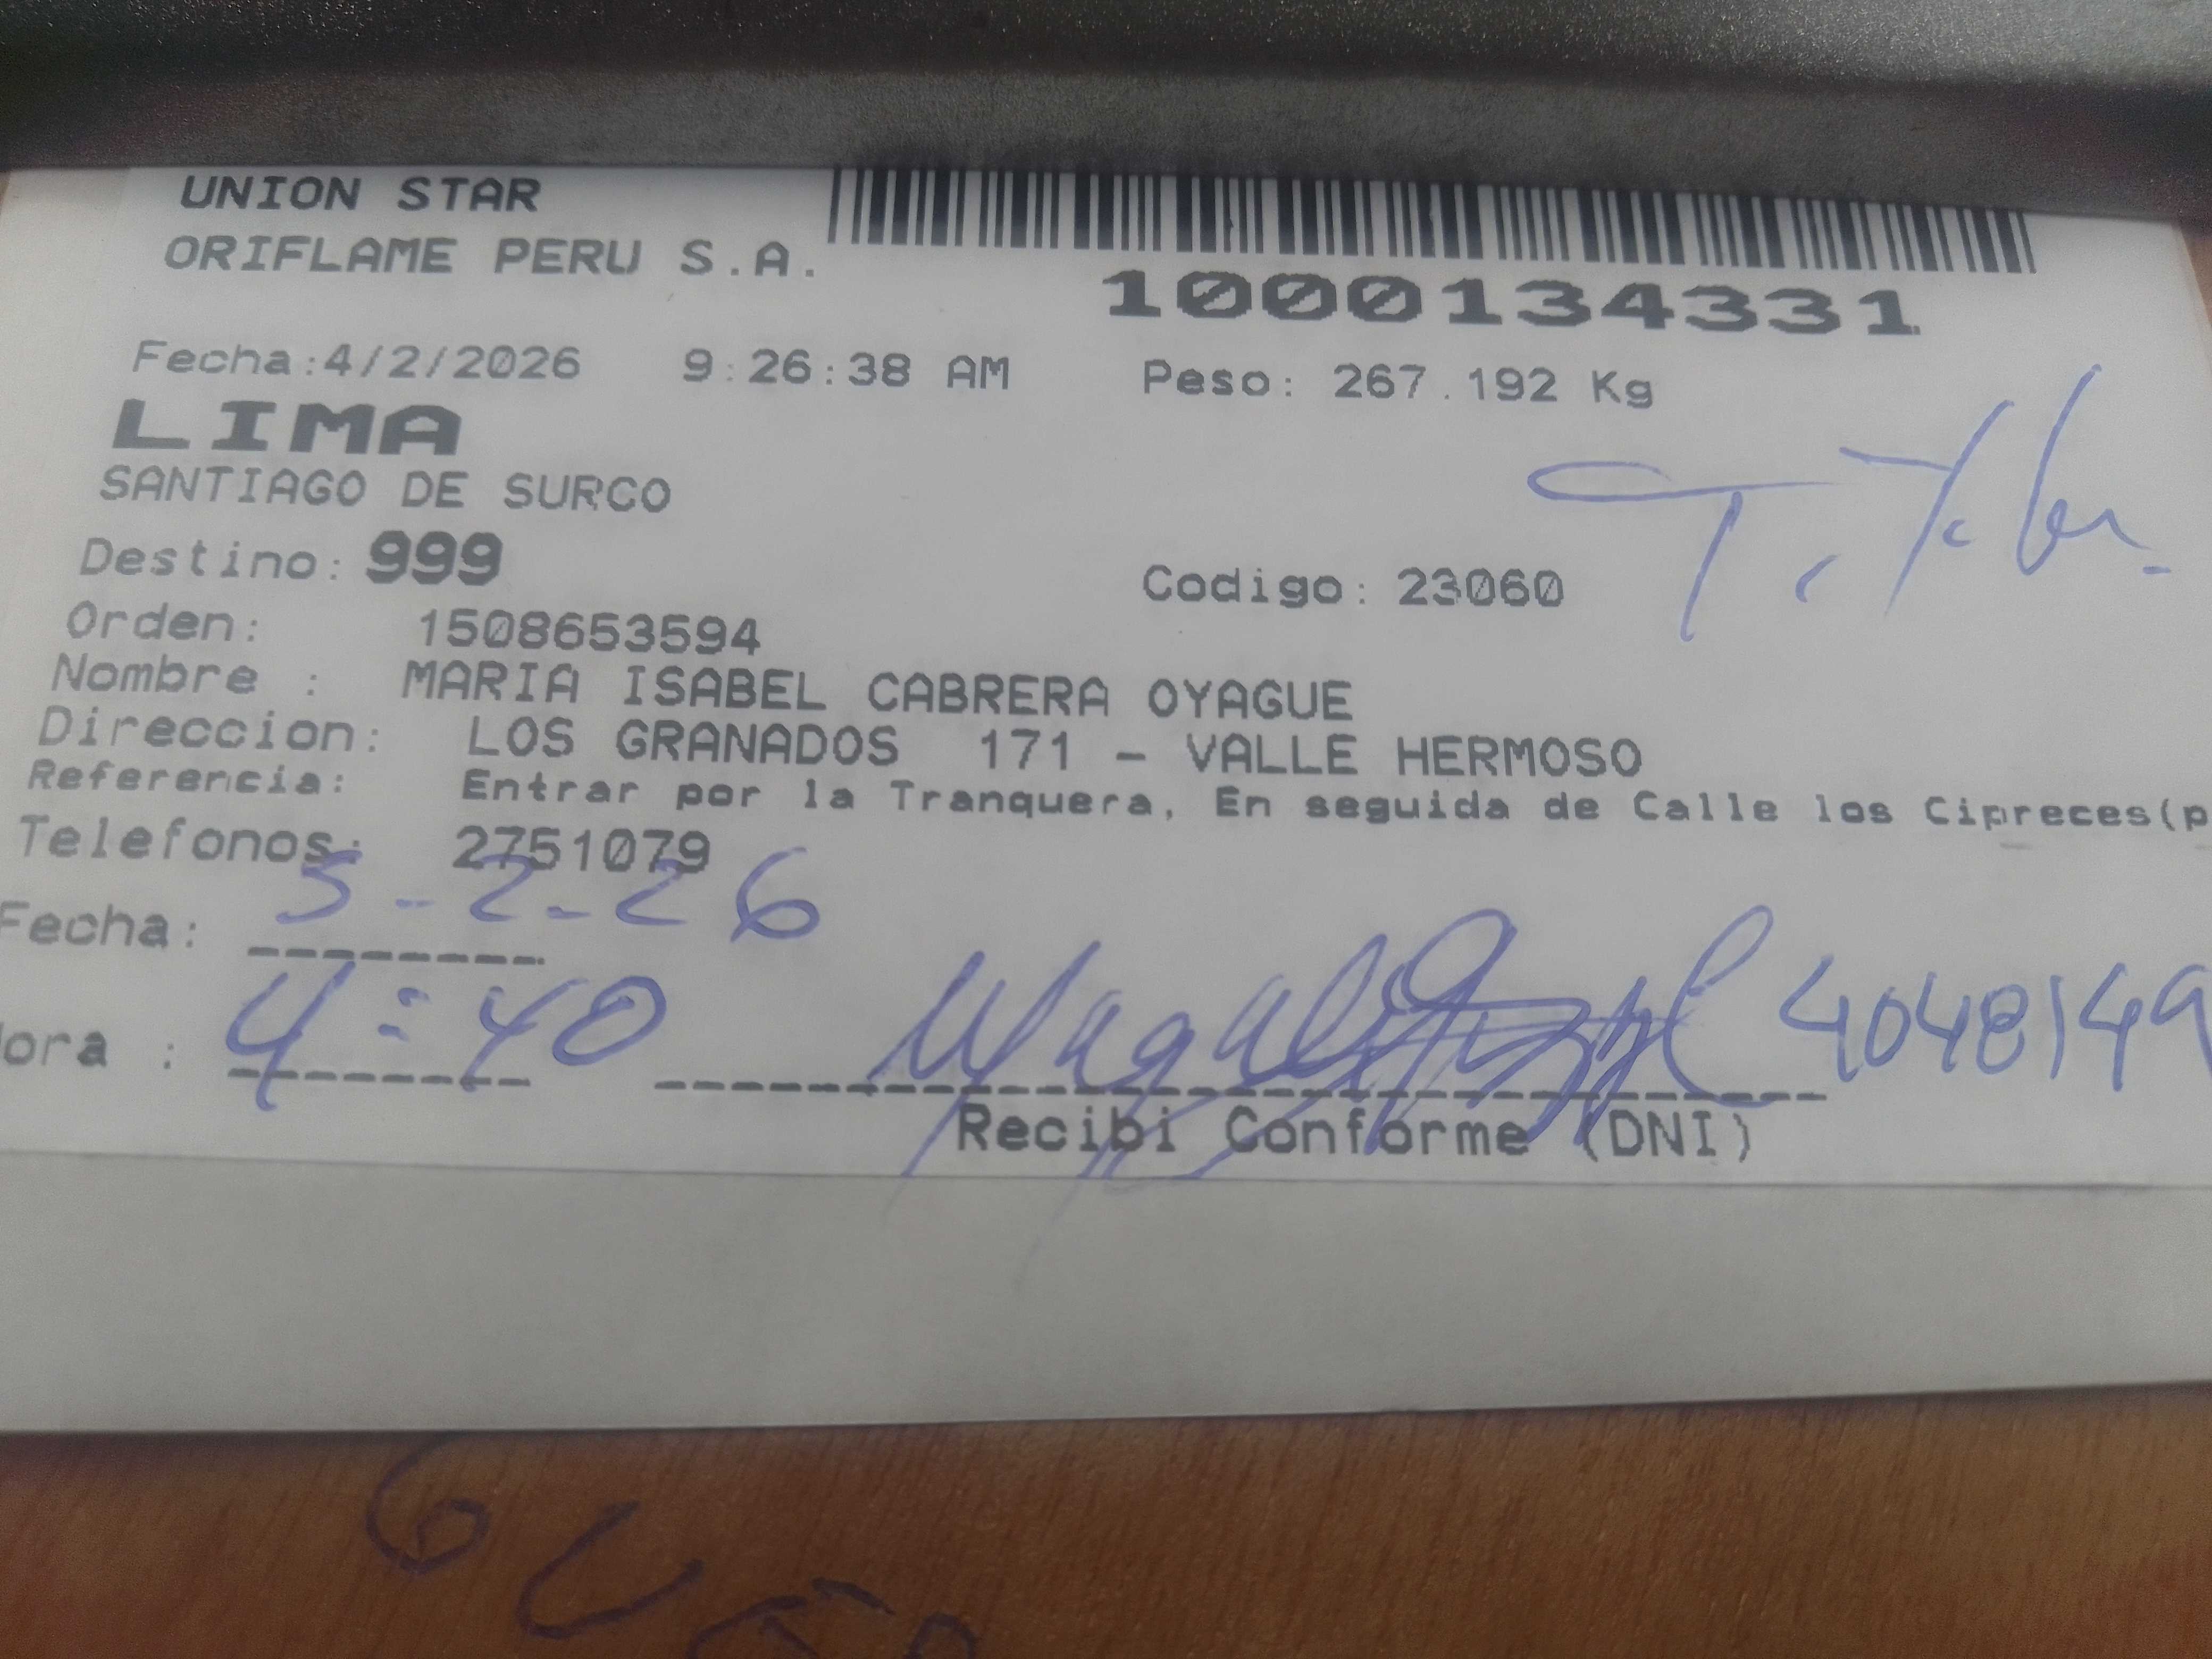 UNION STAR
ORIFLAME PERU S.A.
1000134331
Fecha:4/2/2026 9:26:38 AM Peso: 267.192 Kg
LIMA
SANTIAGO DE SURCO
Destino: 999
Codigo: 23060
Orden: 1508653594
Nombre : MARIA ISABEL CABRERA OYAGUE
Direccion: LOS GRANADOS 171 - VALLE HERMOSO
Referencia: Entrar por la Tranquera, En seguida de Calle los Cipreces(p
Telefonos: 2751079
Fecha: 5-2-26
ora : 4:40 4048149
Recibi Conforme (DNI)